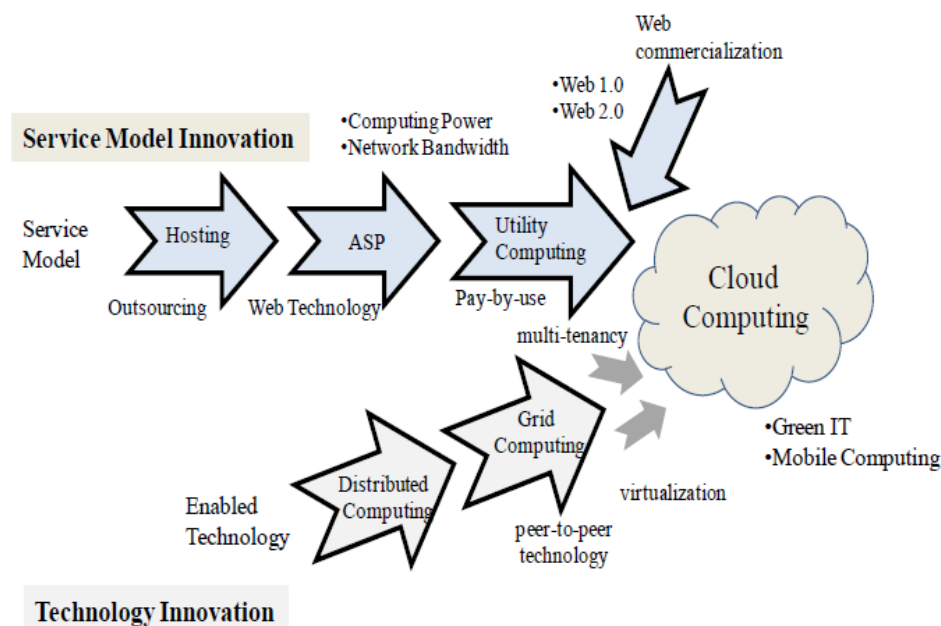 Web
commercialization
•Web 1.0
•Web 2.0
•Computing Power
•Network Bandwidth
Service Model Innovation
Service
Model
Hosting
ASP
Utility
Computing
Outsourcing
Web Technology
Pay-by-use
Cloud
Computing
multi-tenancy
Grid
Computing
•Green IT
•Mobile Computing
Distributed
Computing
virtualization
Enabled
Technology
peer-to-peer
technology
Technology Innovation